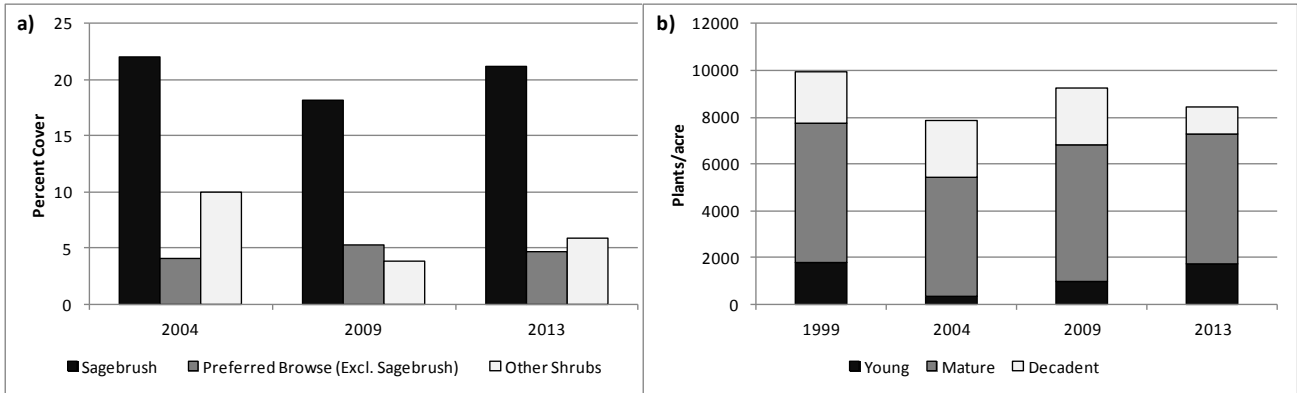 a)
25
20
15
10
5
0
Percent Cover
2004 2009 2013
Sagebrush Preferred Browse (Excl. Sagebrush) Other Shrubs
b)
12000
10000
8000
6000
4000
2000
0
Plants/acre
1999 2004 2009 2013
Young Mature Decadent